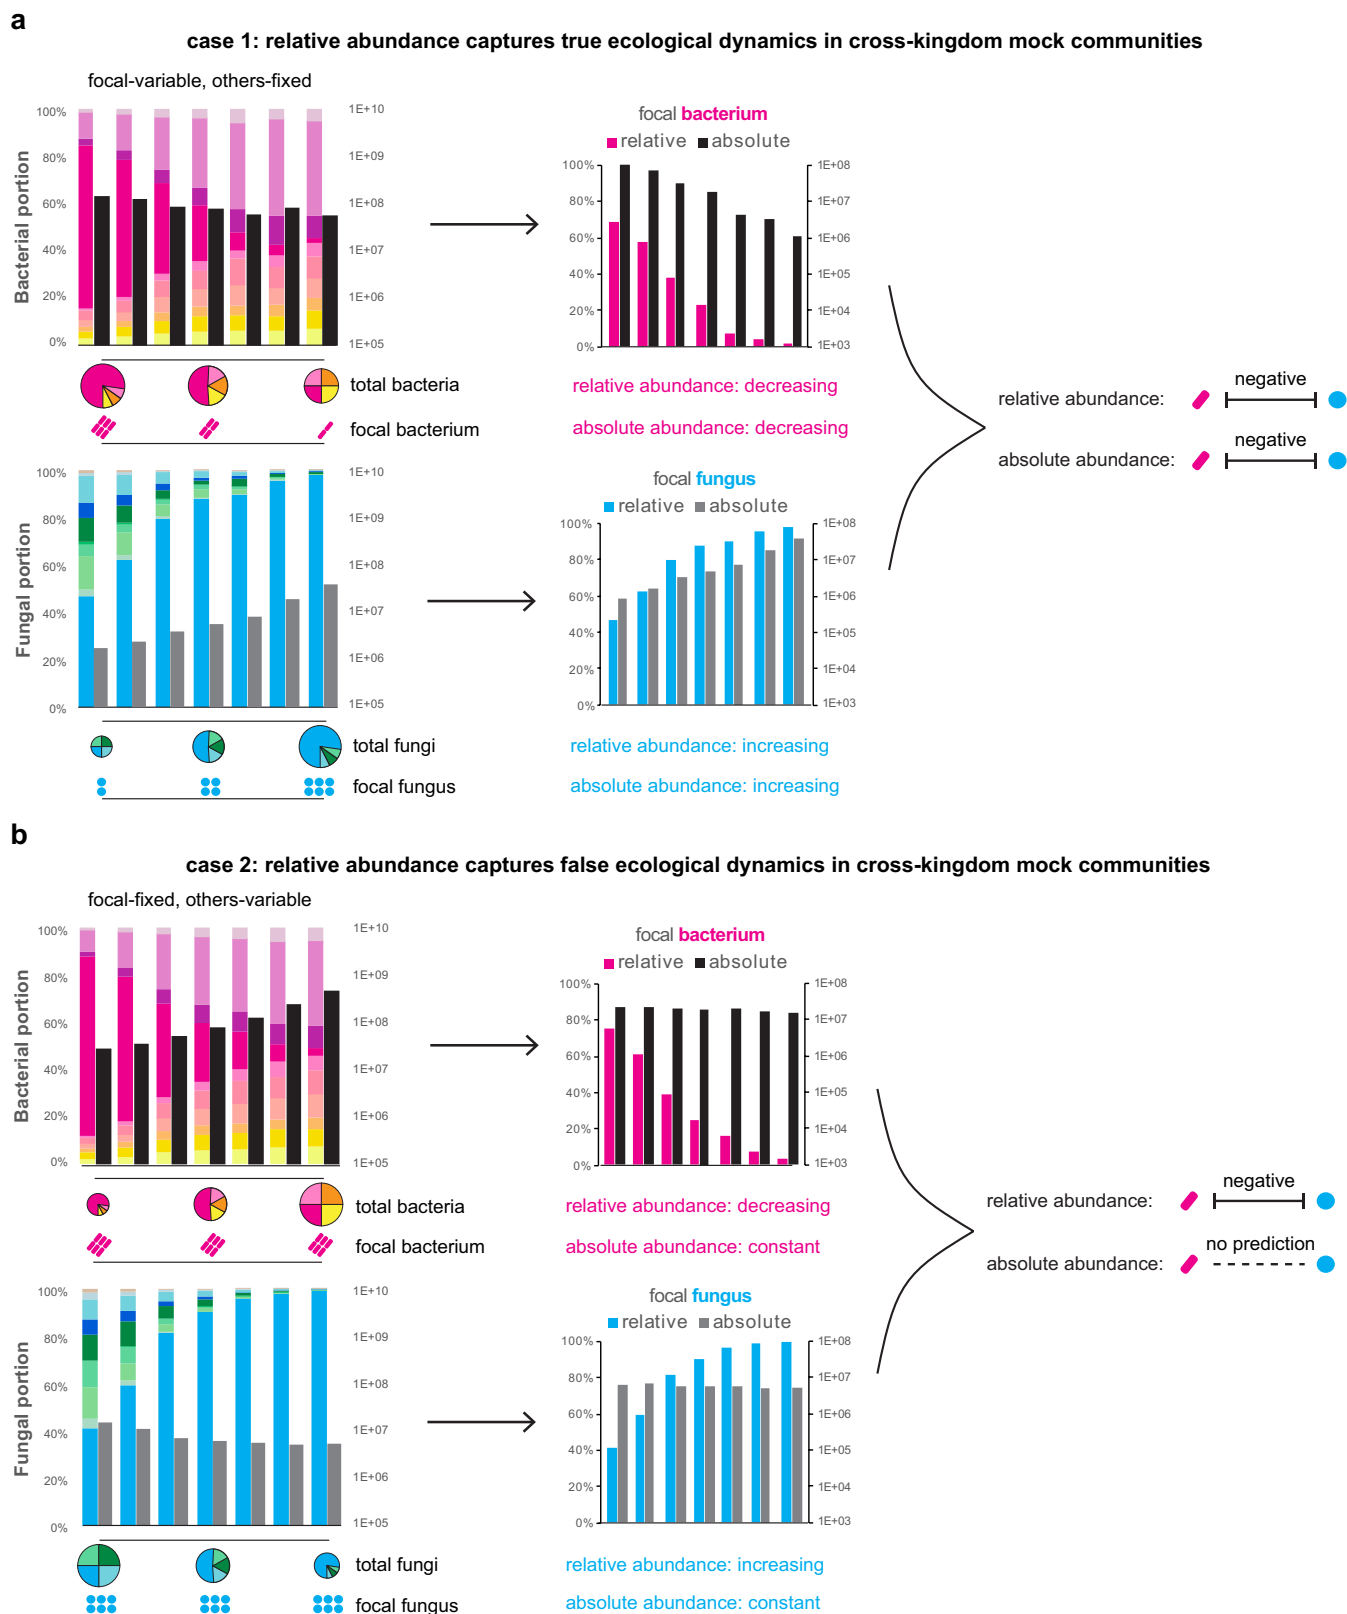 a
case 1: relative abundance captures true ecological dynamics in cross-kingdom mock communities
focal-variable, others-fixed
Bacterial portion
100%
80%
60%
40%
20%
0%
1E+10
1E+09
1E+08
1E+07
1E+06
1E+05
focal bacterium
relative absolute
100%
80%
60%
40%
20%
0%
1E+08
1E+07
1E+06
1E+05
1E+04
1E+03
total bacteria
focal bacterium
relative abundance: decreasing
absolute abundance: decreasing
Fungal portion
100%
80%
60%
40%
20%
0%
1E+10
1E+09
1E+08
1E+07
1E+06
1E+05
focal fungus
relative absolute
100%
80%
60%
40%
20%
0%
1E+08
1E+07
1E+06
1E+05
1E+04
1E+03
total fungi
focal fungus
relative abundance: increasing
absolute abundance: increasing
relative abundance: negative
absolute abundance: negative
b
case 2: relative abundance captures false ecological dynamics in cross-kingdom mock communities
focal-fixed, others-variable
Bacterial portion
100%
80%
60%
40%
20%
0%
1E+10
1E+09
1E+08
1E+07
1E+06
1E+05
focal bacterium
relative absolute
100%
80%
60%
40%
20%
0%
1E+08
1E+07
1E+06
1E+05
1E+04
1E+03
total bacteria
focal bacterium
relative abundance: decreasing
absolute abundance: constant
Fungal portion
100%
80%
60%
40%
20%
0%
1E+10
1E+09
1E+08
1E+07
1E+06
1E+05
focal fungus
relative absolute
100%
80%
60%
40%
20%
0%
1E+08
1E+07
1E+06
1E+05
1E+04
1E+03
total fungi
focal fungus
relative abundance: increasing
absolute abundance: constant
relative abundance: negative
absolute abundance: no prediction